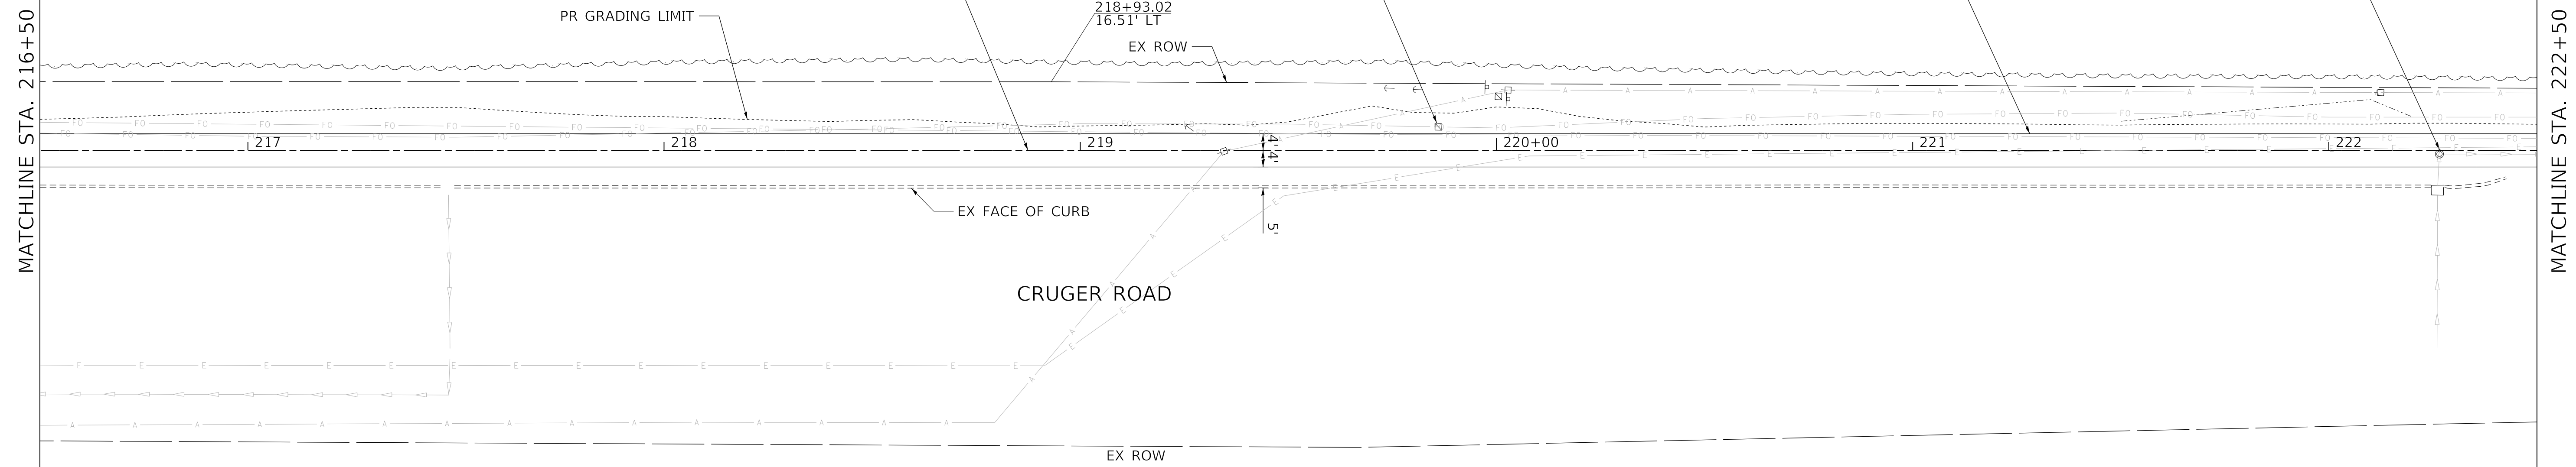 MATCHLINE STA. 216+50
PR GRADING LIMIT
218+93.02
16.51' LT
EX ROW
MATCHLINE STA. 222+50
217
218
219
220+00
221
222
4'
4'
EX FACE OF CURB
5'
CRUGER ROAD
EX ROW